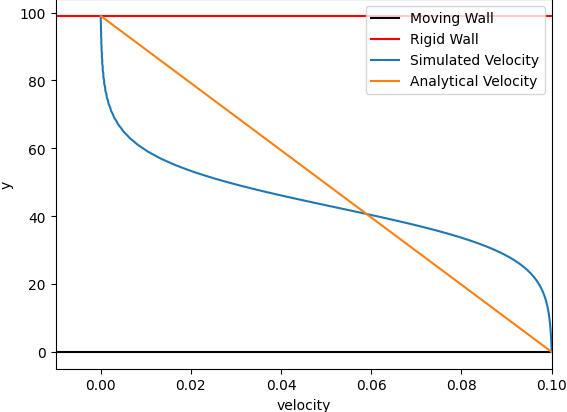 100
80
60
40
20
0
y
Moving Wall
Rigid Wall
Simulated Velocity
Analytical Velocity
0.00 0.02 0.04 0.06 0.08 0.10
velocity